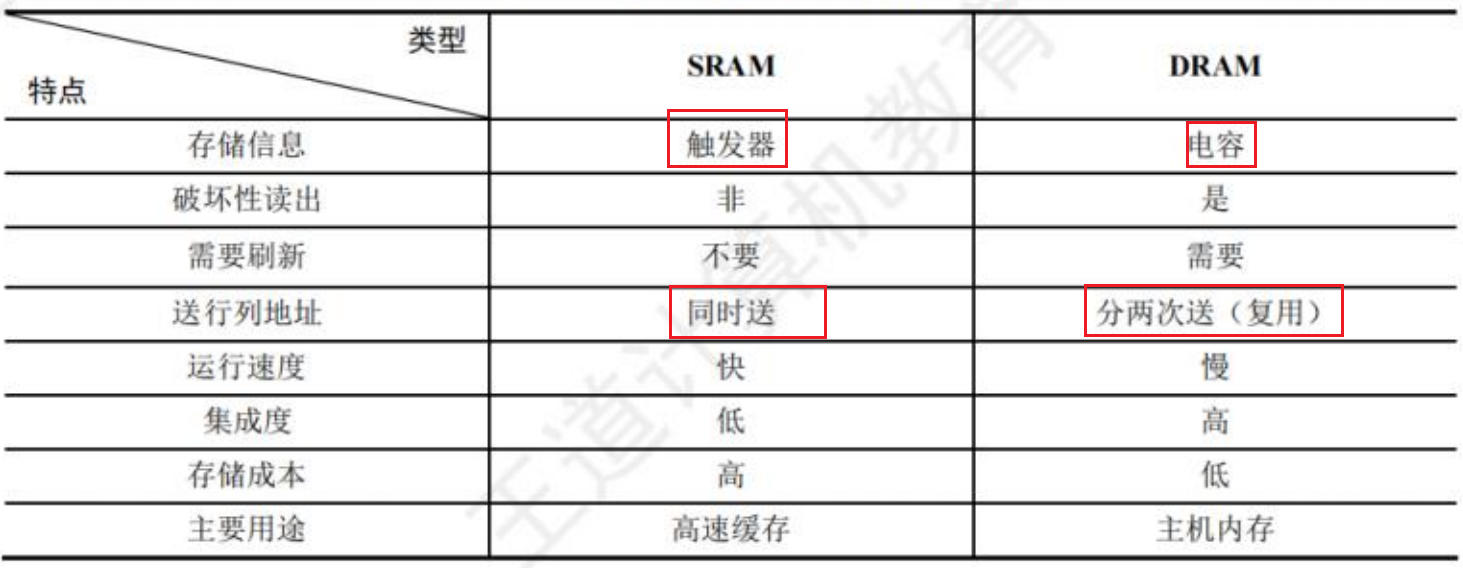 类型
特点
SRAM
DRAM
存储信息 触发器 电容
破坏性读出 非 是
需要刷新 不要 需要
送行列地址 同时送 分两次送（复用）
运行速度 快 慢
集成度 低 高
存储成本 高 低
主要用途 高速缓存 主机内存
王道计算机教育